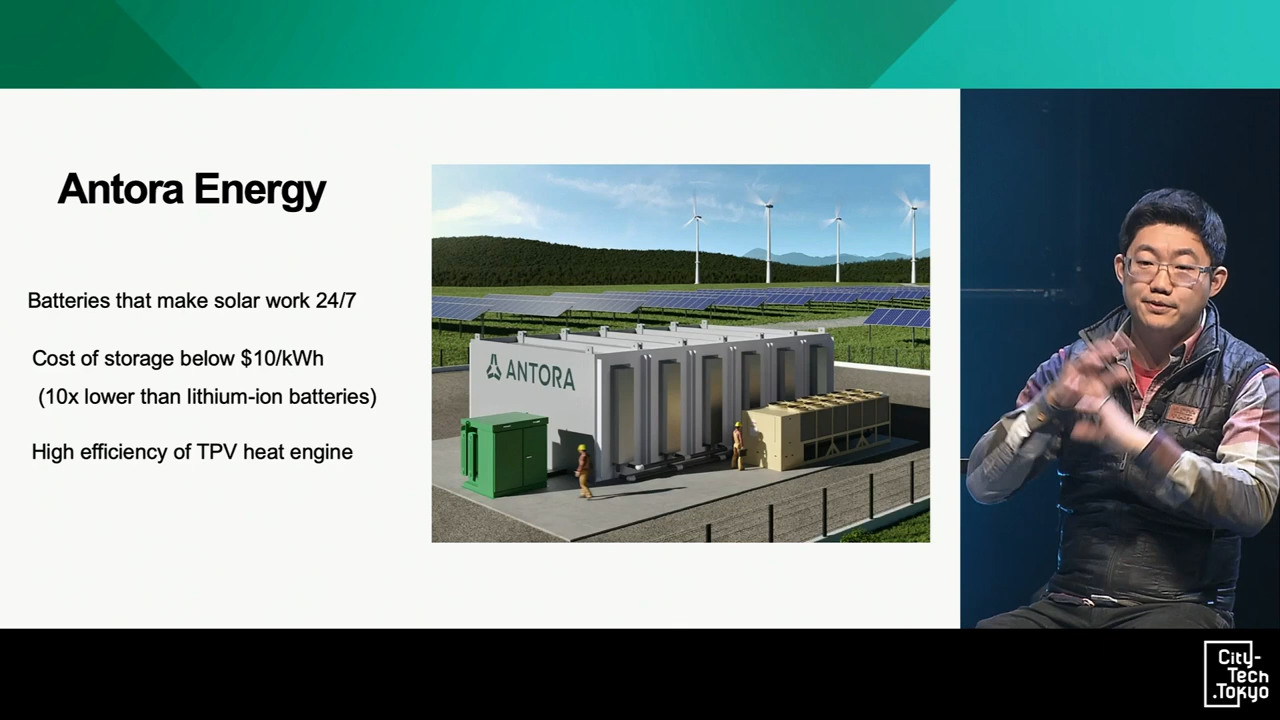 Antora Energy
Batteries that make solar work 24/7
Cost of storage below $10/kWh
(10x lower than lithium-ion batteries)
High efficiency of TPV heat engine
ANTORA
City-
Tech
.Tokyo